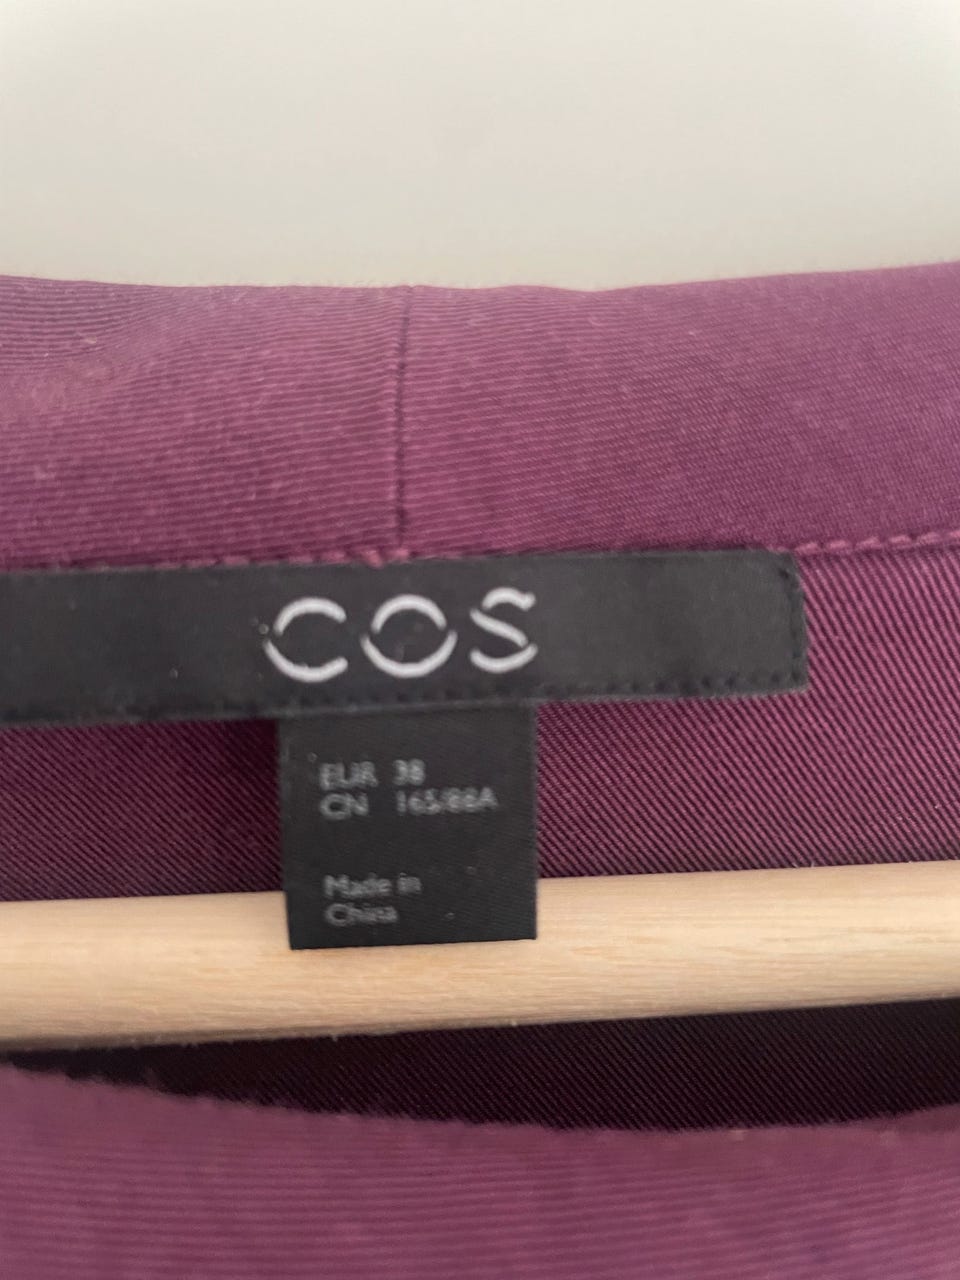 COS
EUR 38
CN 165/88A
Made in
China